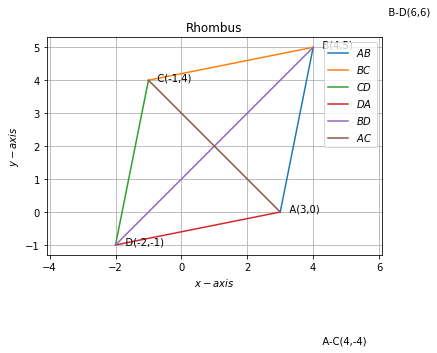 B-D(6,6)
Rhombus
5
4
3
2
1
0
−1
y − axis
B(4,5)
C(-1,4)
A(3,0)
D(-2,-1)
AB
BC
CD
DA
BD
AC
−4
−2
0
2
4
6
x − axis
A-C(4,-4)